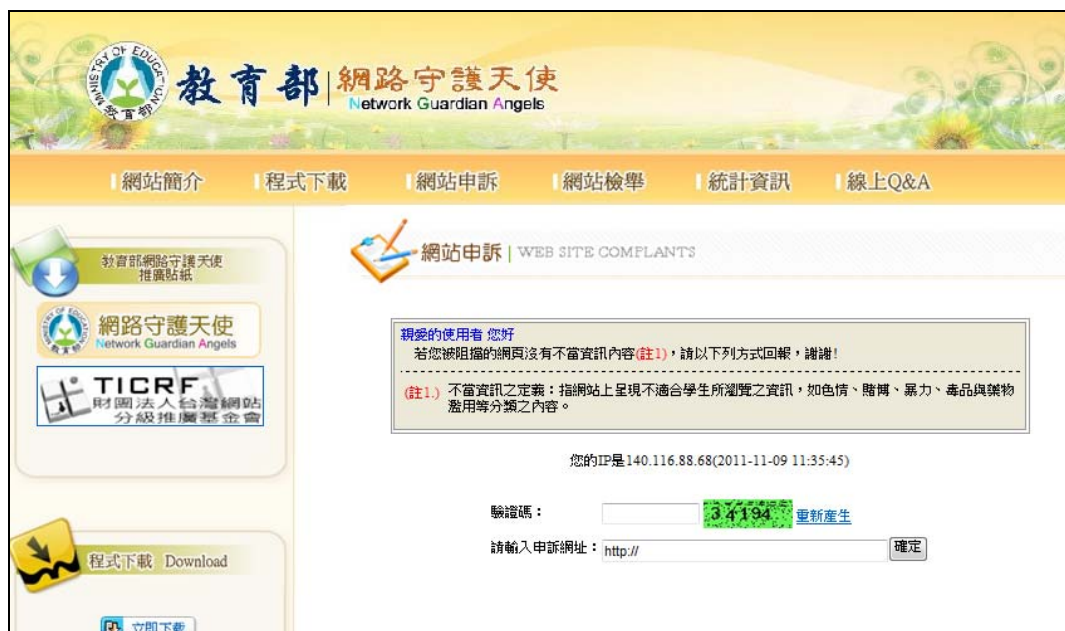 MINISTRY OF EDUCATION
教育部
教育部
網路守護天使
Network Guardian Angels
網站簡介
程式下載
網站申訴
網站檢舉
統計資訊
線上Q&A
教育部網路守護天使
推廣貼紙
網路守護天使
Network Guardian Angels
TICRF
財團法人台灣網站
分級推廣基金會
程式下載 Download
立即下載
網站申訴 | WEB SITE COMPLANTS
親愛的使用者 您好
若您被阻擋的網頁沒有不當資訊內容(註1)，請以下列方式回報，謝謝!
(註1.) 不當資訊之定義：指網站上呈現不適合學生所瀏覽之資訊，如色情、賭博、暴力、毒品與藥物
濫用等分類之內容。
您的IP是140.116.88.68(2011-11-09 11:35:45)
驗證碼：
34194
重新產生
請輸入申訴網址：http://
確定